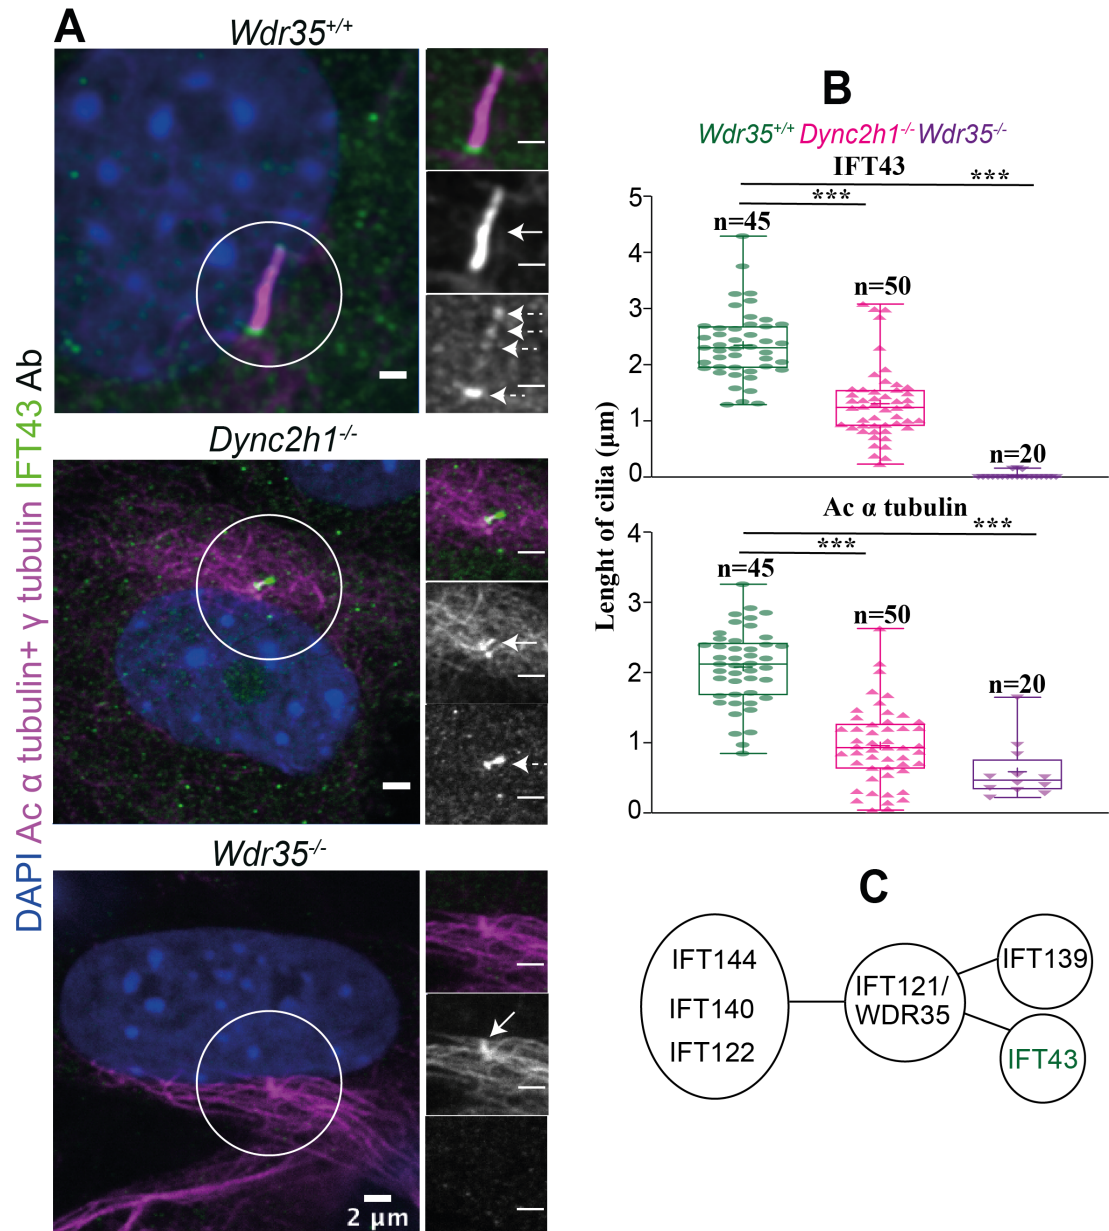 A
Wdr35+/+
Dync2h1-/-
Wdr35-/-
DAPI Ac α tubulin+ γ tubulin IFT43 Ab
2 μm
B
Wdr35+/+ Dync2h1-/- Wdr35-/-
IFT43
***
***
n=45
n=50
n=20
5
4
3
2
1
0
Lenght of cilia (μm)
Ac α tubulin
***
***
n=45
n=50
n=20
4
3
2
1
0
C
IFT144
IFT140
IFT122
IFT121/
WDR35
IFT139
IFT43